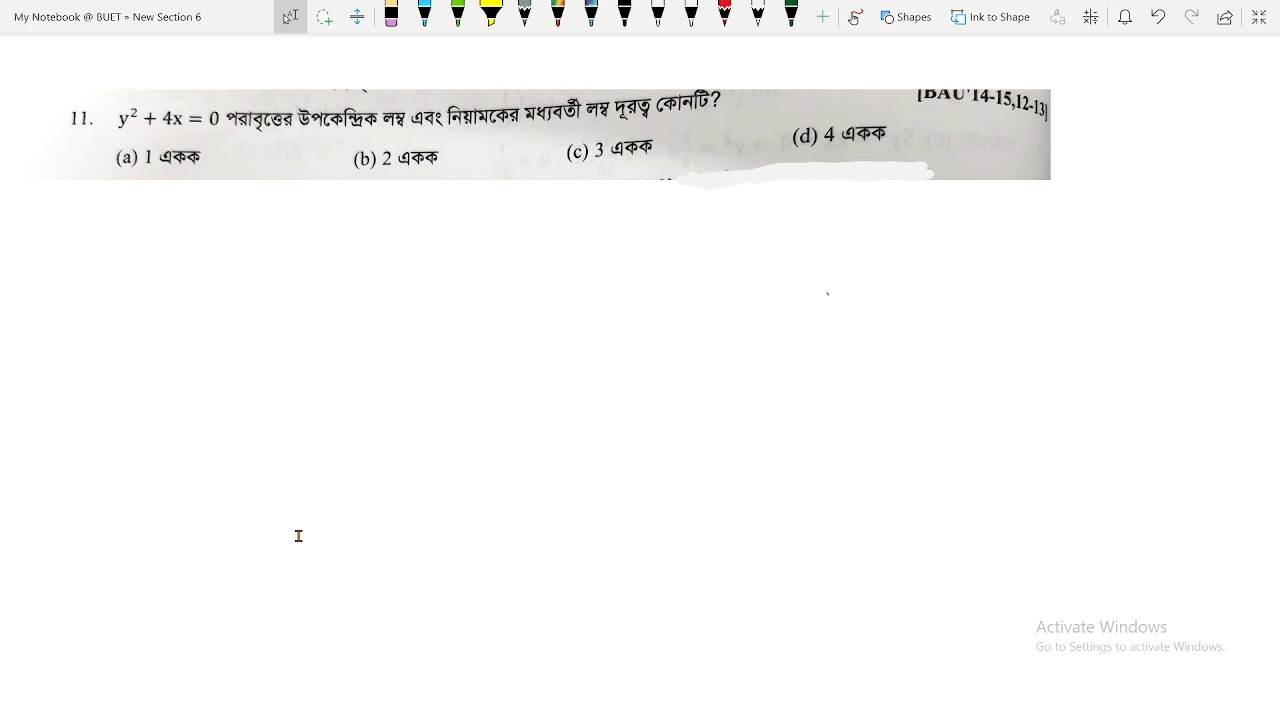 My Notebook @ BUET » New Section 6
Shapes
Ink to Shape
11. y² + 4x = 0 পরাবৃত্তের উপকেন্দ্রিক লম্ব এবং নিয়ামকের মধ্যবর্তী লম্ব দূরত্ব কোনটি? [BAU'14-15,12-13]
(a) 1 একক (b) 2 একক (c) 3 একক (d) 4 একক
Activate Windows
Go to Settings to activate Windows.